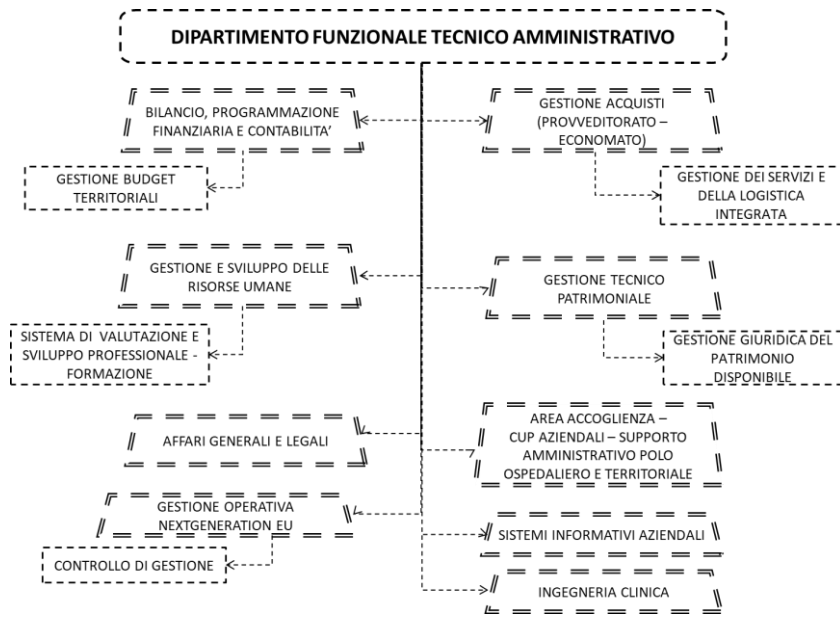 DIPARTIMENTO FUNZIONALE TECNICO AMMINISTRATIVO
BILANCIO, PROGRAMMAZIONE
FINANZIARIA E CONTABILITA’
GESTIONE BUDGET
TERRITORIALI
GESTIONE E SVILUPPO DELLE
RISORSE UMANE
SISTEMA DI VALUTAZIONE E
SVILUPPO PROFESSIONALE -
FORMAZIONE
AFFARI GENERALI E LEGALI
GESTIONE OPERATIVA
NEXTGENERATION EU
CONTROLLO DI GESTIONE
GESTIONE ACQUISTI
(PROVVEDITORATO –
ECONOMATO)
GESTIONE DEI SERVIZI E
DELLA LOGISTICA
INTEGRATA
GESTIONE TECNICO
PATRIMONIALE
GESTIONE GIURIDICA DEL
PATRIMONIO
DISPONIBILE
AREA ACCOGLIENZA –
CUP AZIENDALI – SUPPORTO
AMMINISTRATIVO POLO
OSPEDALIERO E TERRITORIALE
SISTEMI INFORMATIVI AZIENDALI
INGEGNERIA CLINICA